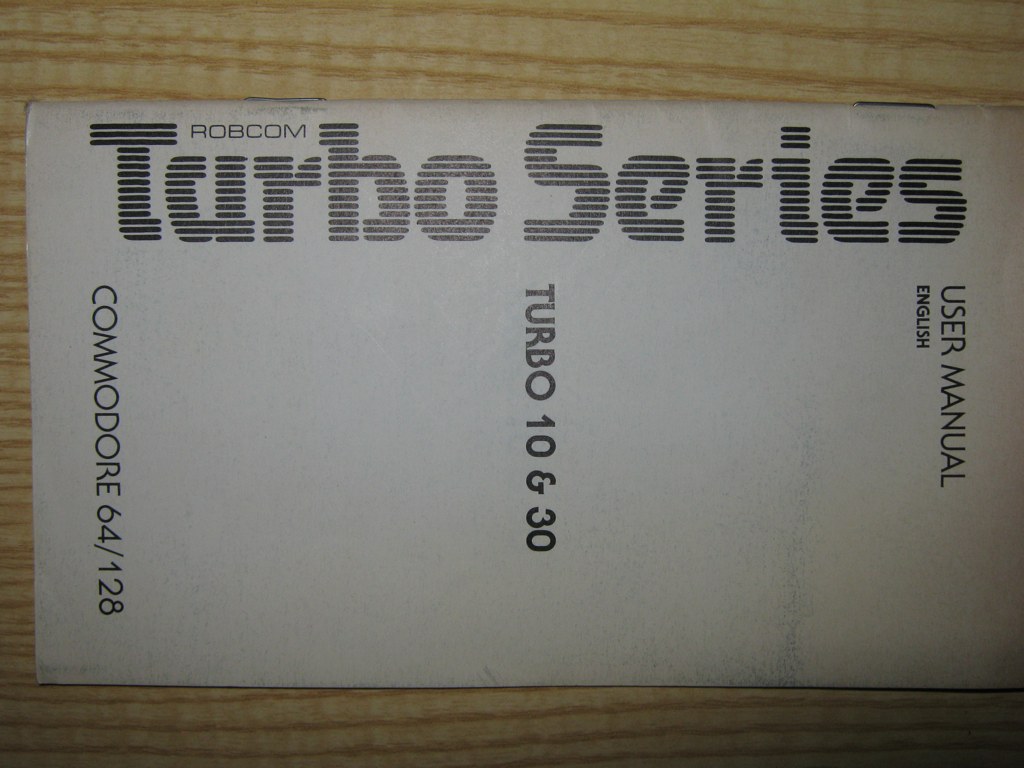 ROBCOM
Turbo Series
USER MANUAL
ENGLISH
TURBO 10 & 30
COMMODORE 64/128